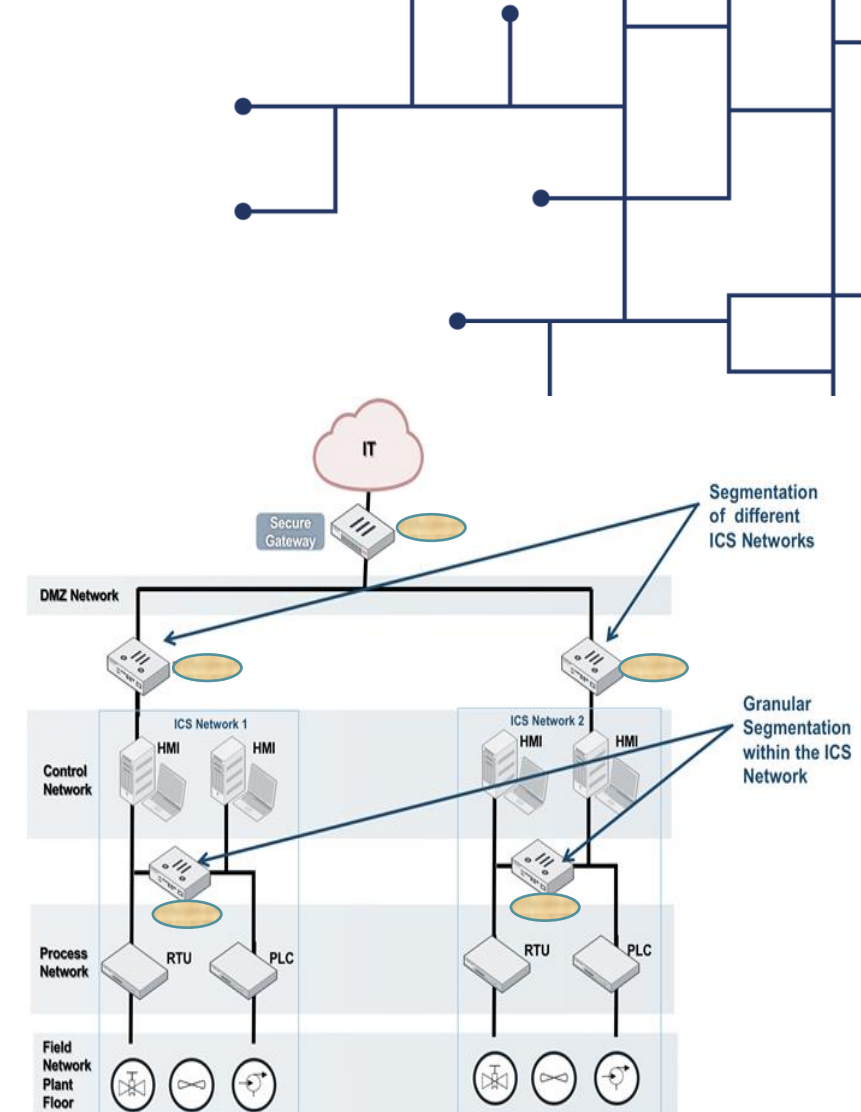 IT
Secure
Gateway
Segmentation
of different
ICS Networks
DMZ Network
ICS Network 1
ICS Network 2
HMI
HMI
HMI
HMI
Control
Network
Granular
Segmentation
within the ICS
Network
Process
Network
RTU
PLC
RTU
PLC
Field
Network
Plant
Floor